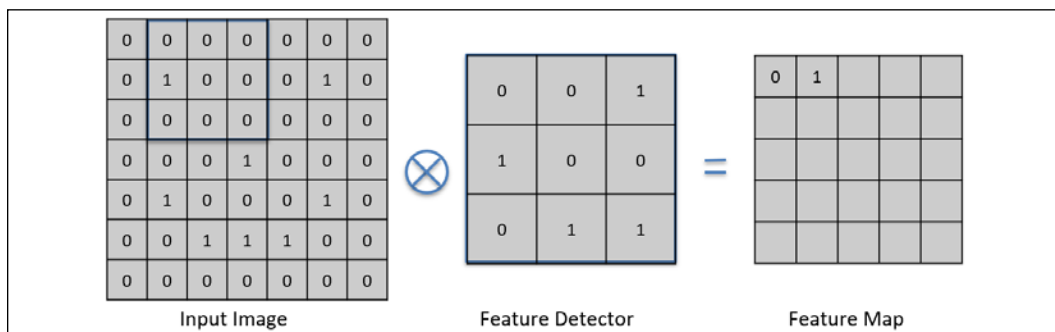 0 0 0 0 0 0 0
0 1 0 0 0 1 0
0 0 0 0 0 0 0
0 0 0 1 0 0 0
0 1 0 0 0 1 0
0 0 1 1 1 0 0
0 0 0 0 0 0 0
Input Image
0 0 1
1 0 0
0 1 1
Feature Detector
=
0 1
Feature Map